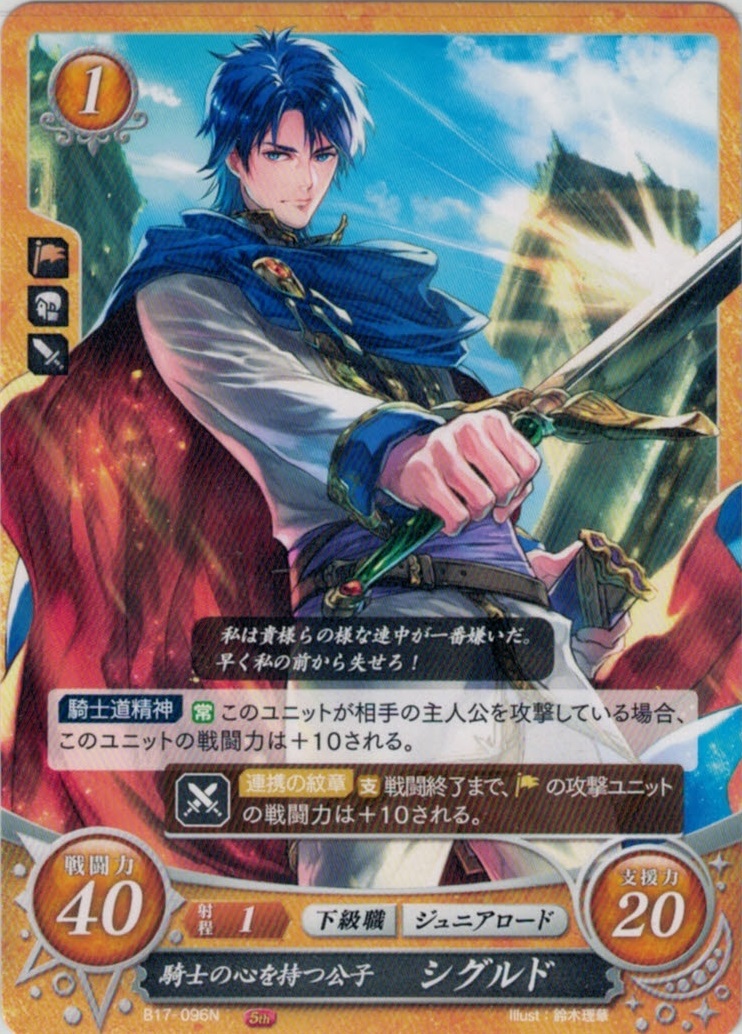 1
私は貴様らの様な連中が一番嫌いだ。
早く私の前から失せろ！
騎士道精神 常 このユニットが相手の主人公を攻撃している場合、
このユニットの戦闘力は＋10される。
連携の紋章 支 戦闘終了まで、の攻撃ユニット
の戦闘力は＋10される。
戦闘力
40
射程 1
下級職 ジュニアロード
支援力
20
騎士の心を持つ公子 シグルド
B17-096N 5th Illust：鈴木理華